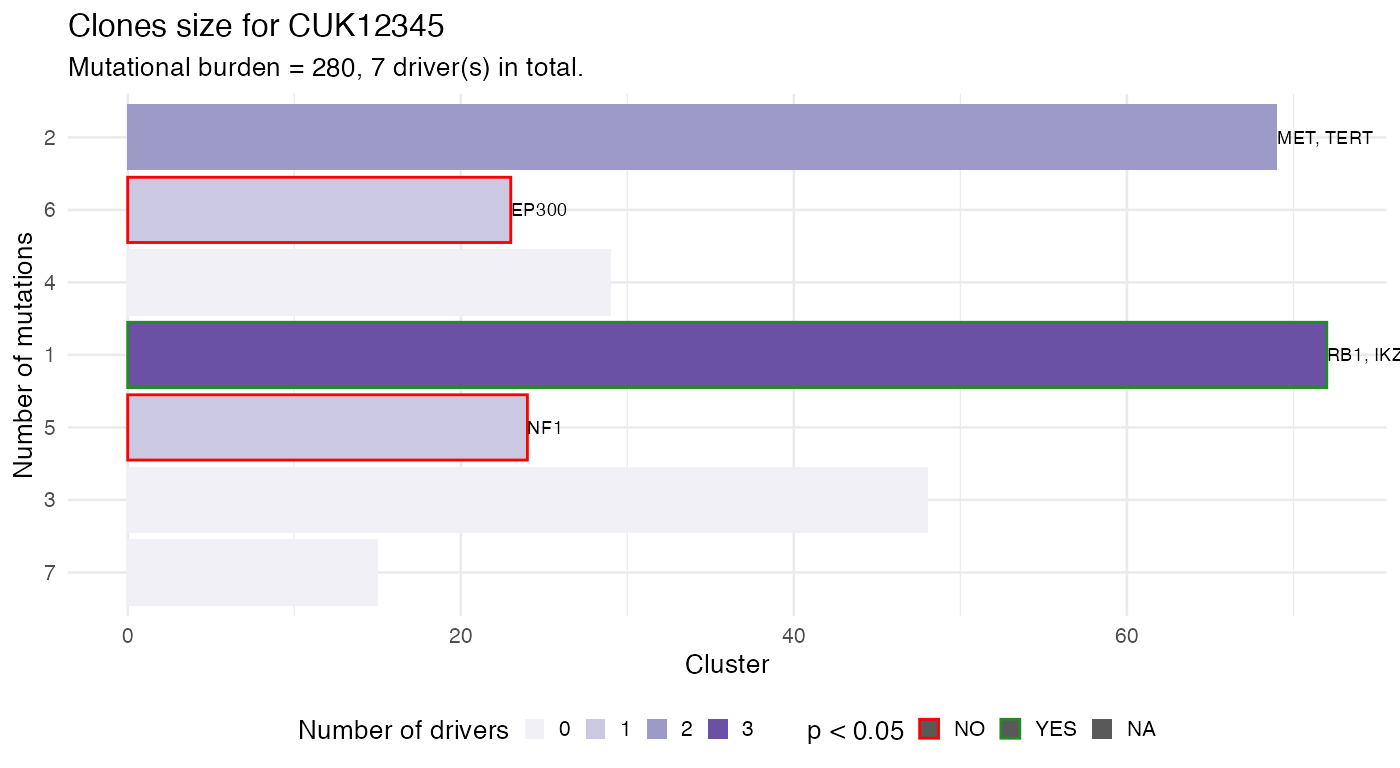 Clones size for CUK12345
Mutational burden = 280, 7 driver(s) in total.
Number of mutations
2
MET, TERT
6
EP300
4
1
RB1, IKZ
5
NF1
3
7
0 20 40 60
Cluster
Number of drivers 0 1 2 3 p < 0.05 NO YES NA